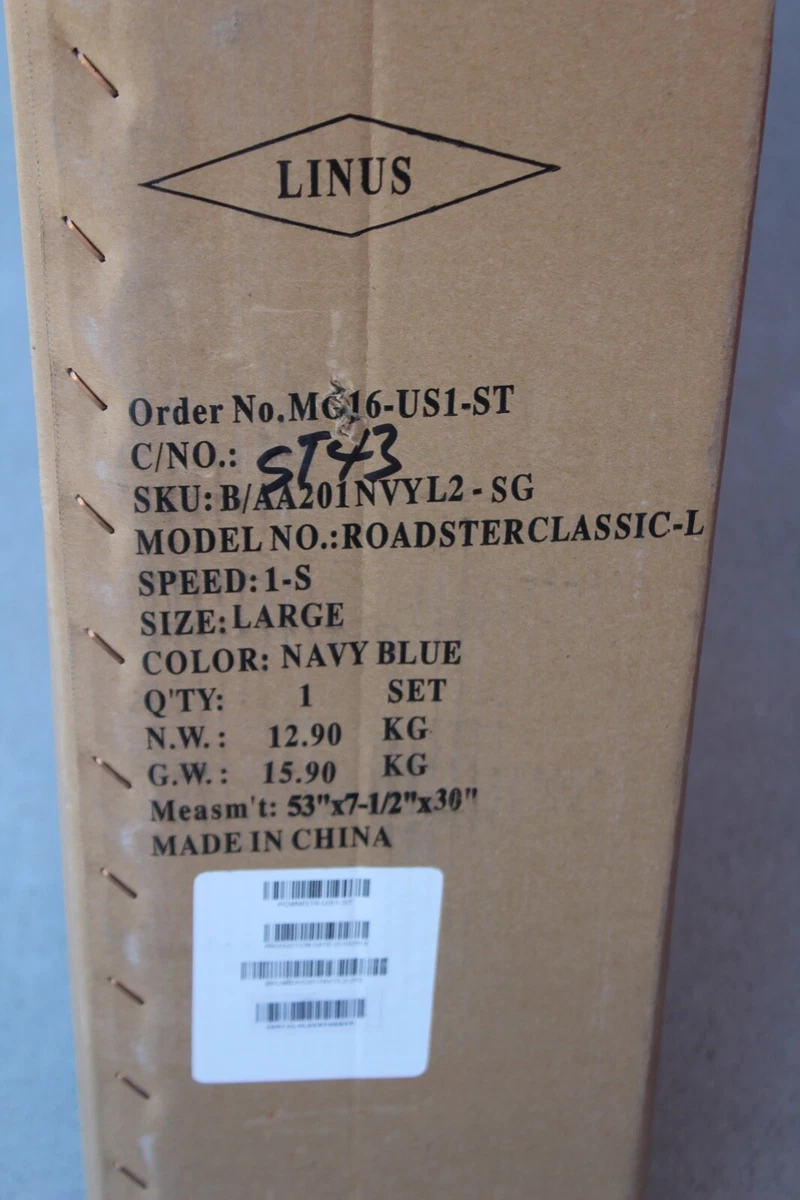 LINUS
Order No.MG16-US1-ST
C/NO.: ST43
SKU: B/AA201NVYL2 - SG
MODEL NO.:ROADSTERCLASSIC-L
SPEED: 1-S
SIZE: LARGE
COLOR: NAVY BLUE
Q'TY: 1 SET
N.W.: 12.90 KG
G.W.: 15.90 KG
Measm't: 53"x7-1/2"x30"
MADE IN CHINA